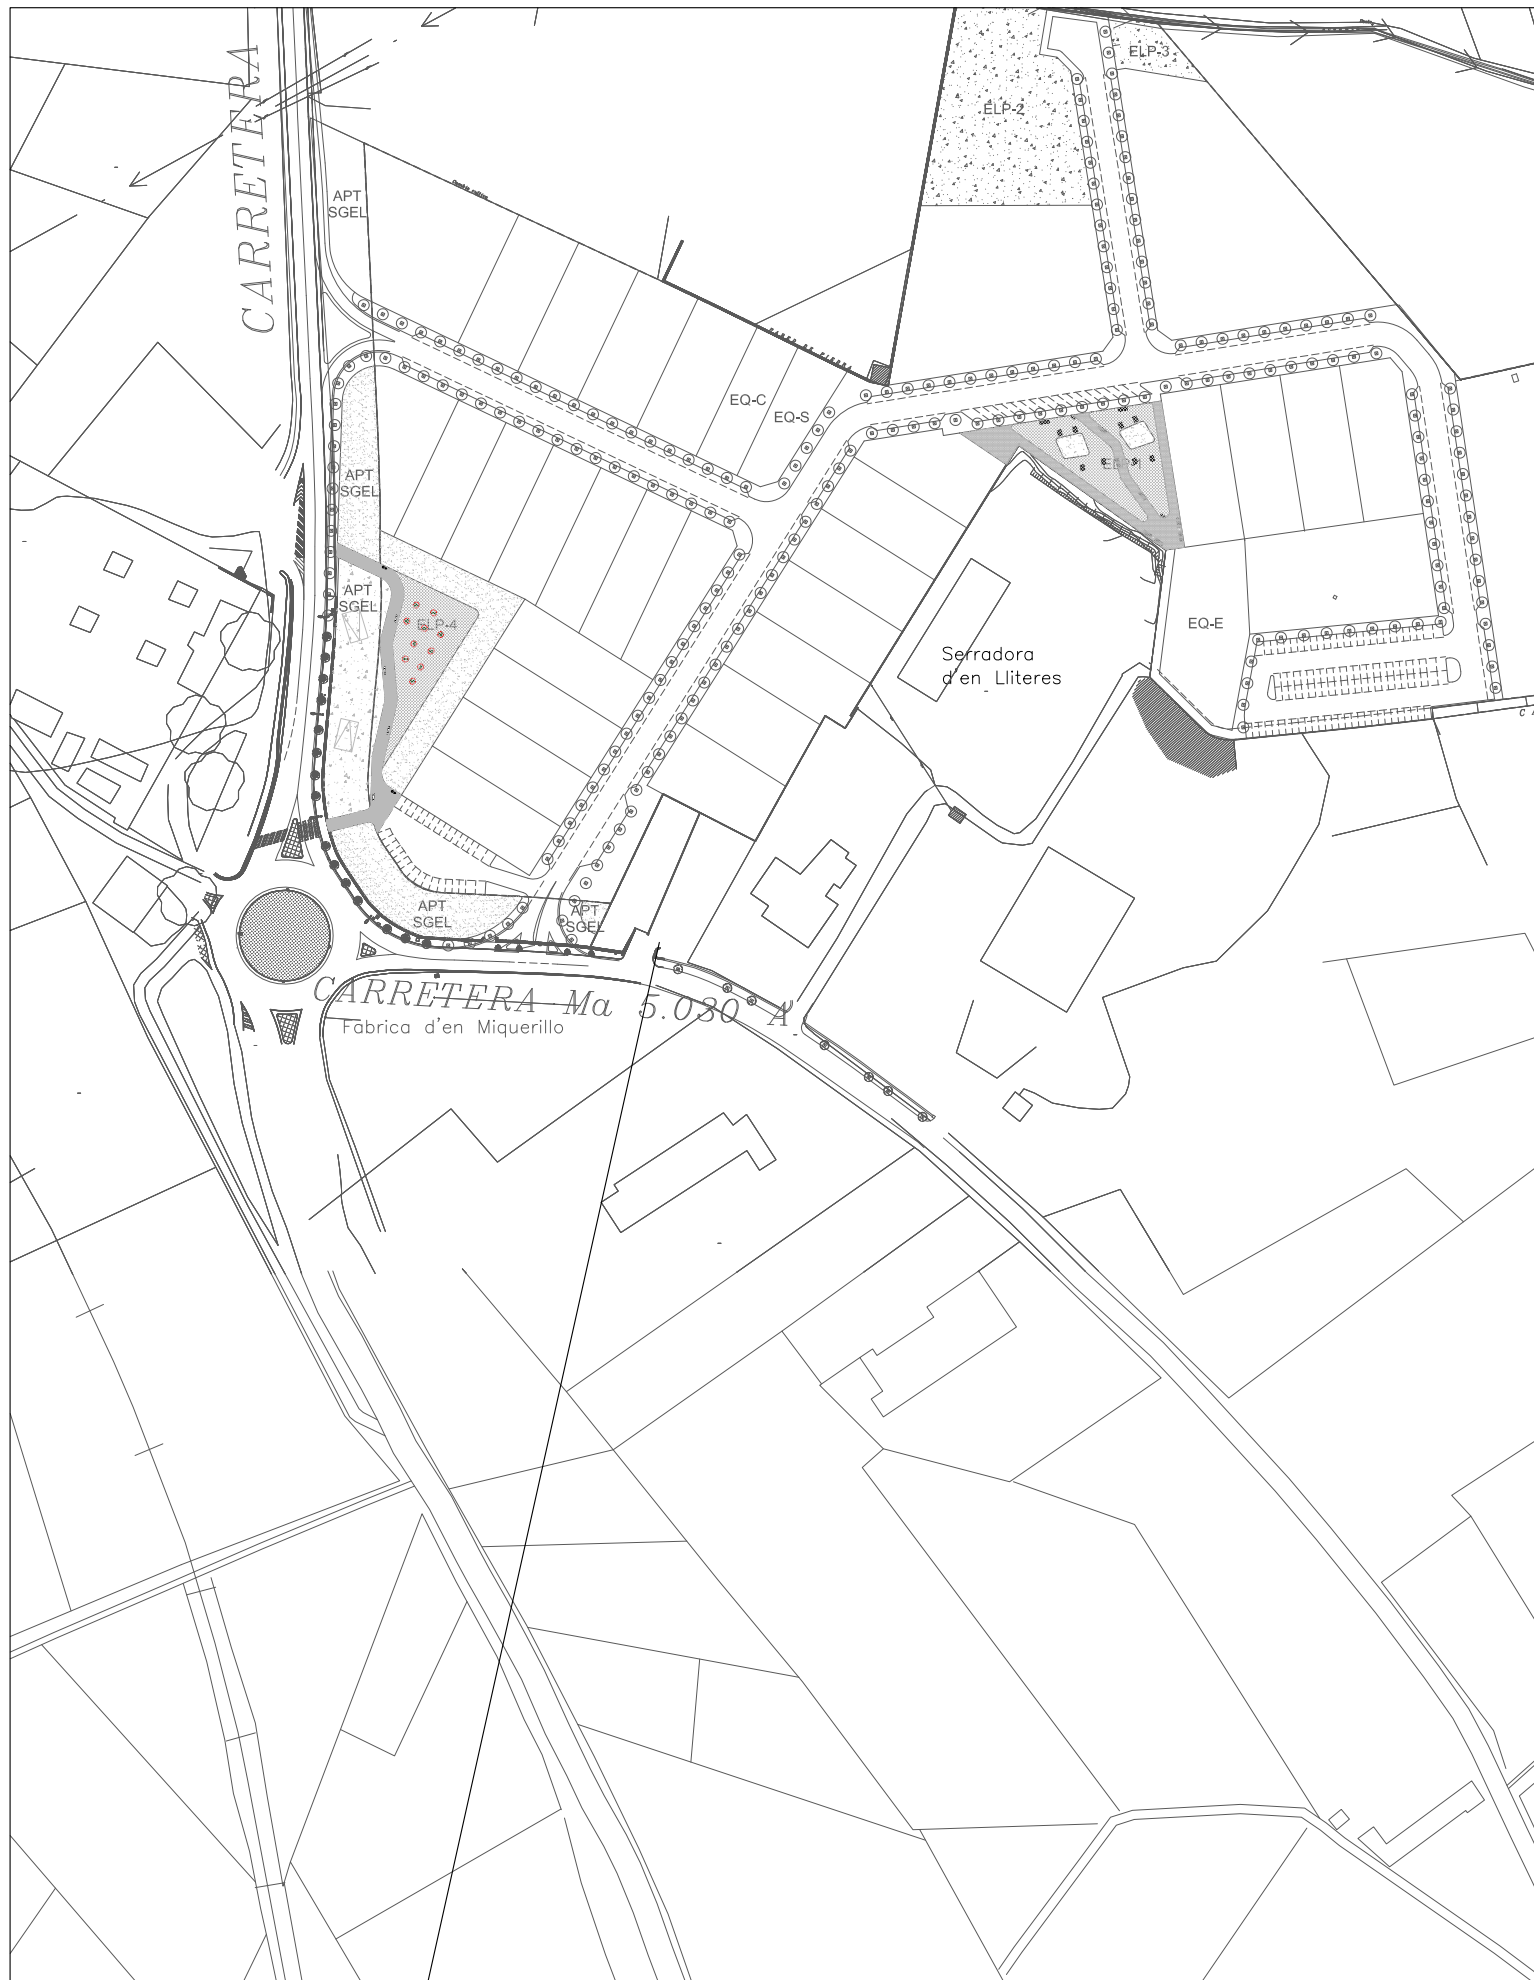 ELP-3
CARRETERA
ELP-2
APT
SGEL
EQ-C
EQ-S
APT
SGEL
APT
SGEL
ELP-4
EQ-E
Serradora
d'en Lliteres
APT
SGEL
APT
SGEL
CARRETERA Ma 5.030 A
Fàbrica d'en Miquerillo